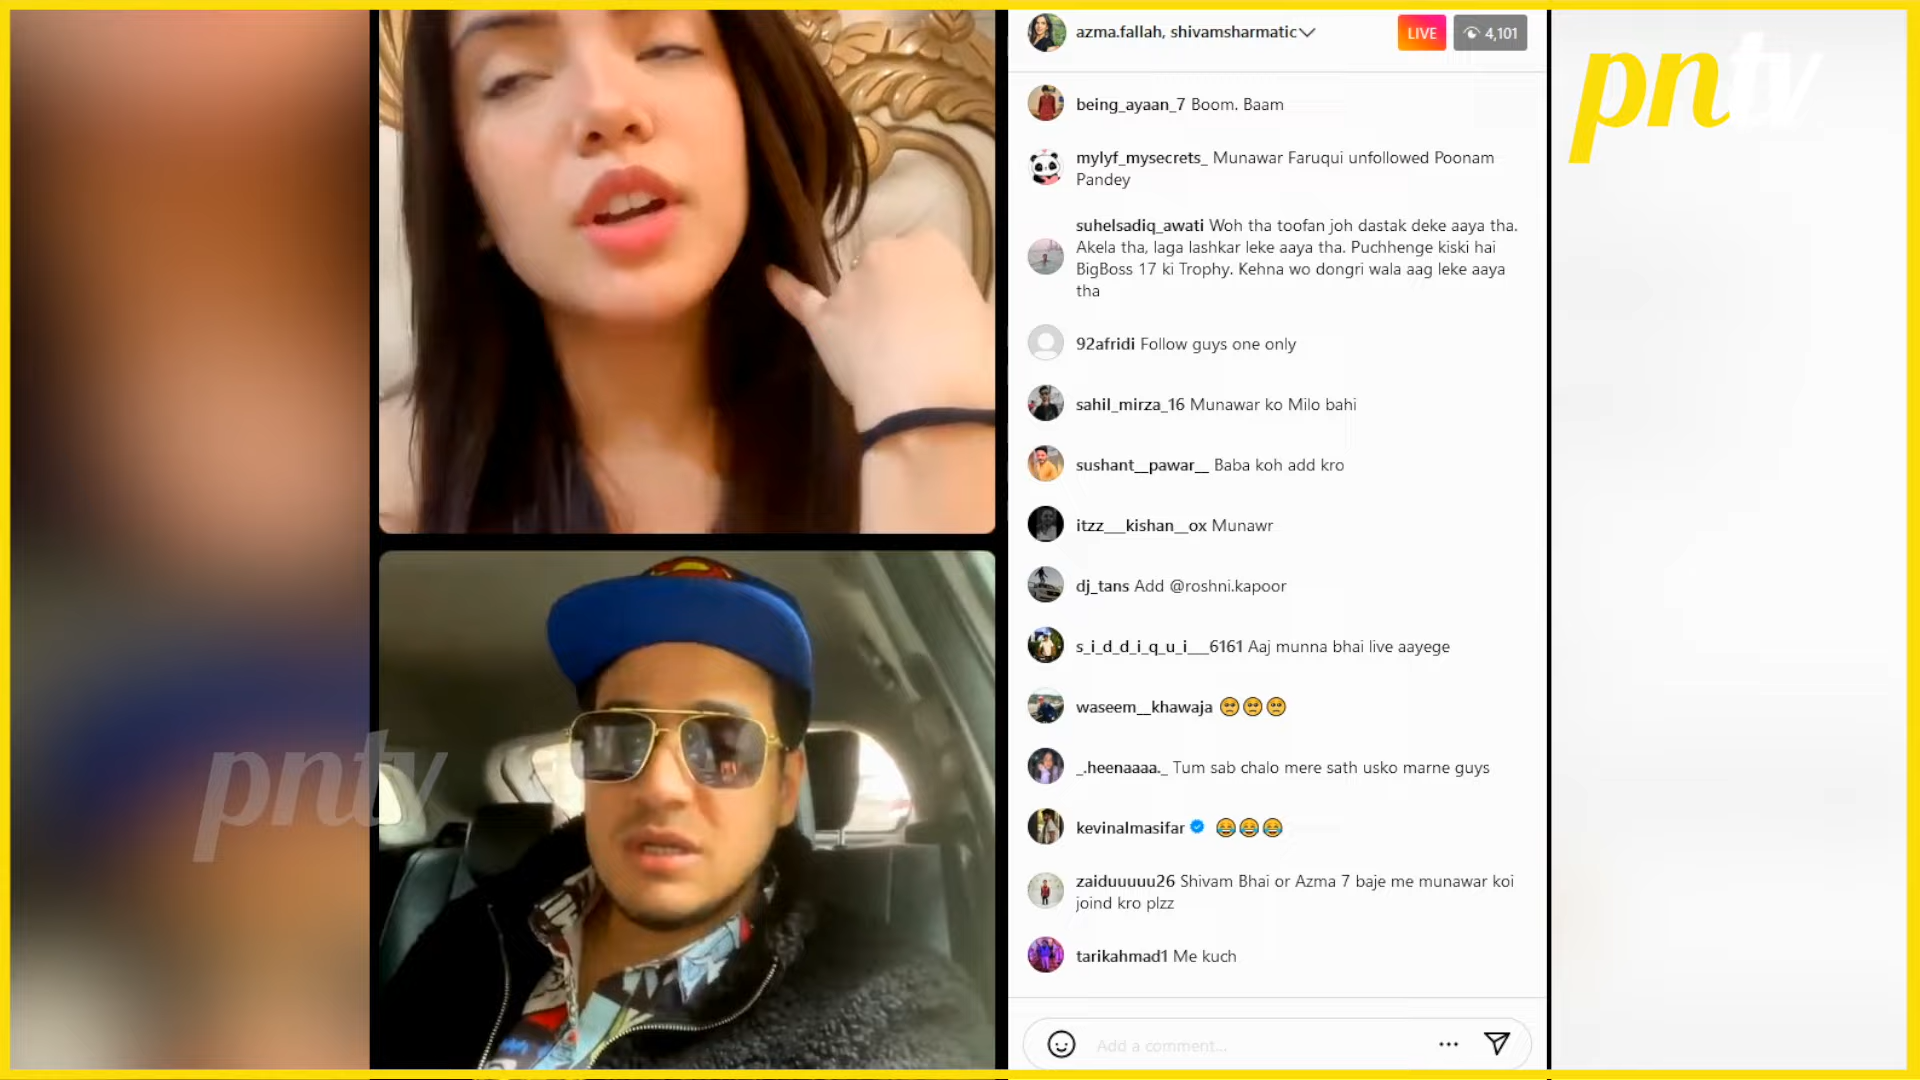 azma.fallah, shivamsharmatic
LIVE
4,101
pntv
being_ayaan_7 Boom. Baam
mylyf_mysecrets_ Munawar Faruqui unfollowed Poonam
Pandey
suhelsadiq_awati Woh tha toofan joh dastak deke aaya tha.
Akela tha, laga lashkar leke aaya tha. Puchhenge kiski hai
BigBoss 17 ki Trophy. Kehna wo dongri wala aag leke aaya
tha
92afridi Follow guys one only
sahil_mirza_16 Munawar ko Milo bahi
sushant__pawar__ Baba koh add kro
itzz___kishan__ox Munawr
dj_tans Add @roshni.kapoor
s_i_d_d_i_q_u_i___6161 Aaj munna bhai live aayege
waseem__khawaja 🥺🥺🥺
_.heenaaaa._ Tum sab chalo mere sath usko marne guys
kevinalmasifar 😂😂😂
zaiduuuuu26 Shivam Bhai or Azma 7 baje me munawar koi
joind kro plzz
tarikahmad1 Me kuch
Add a comment...
pntv